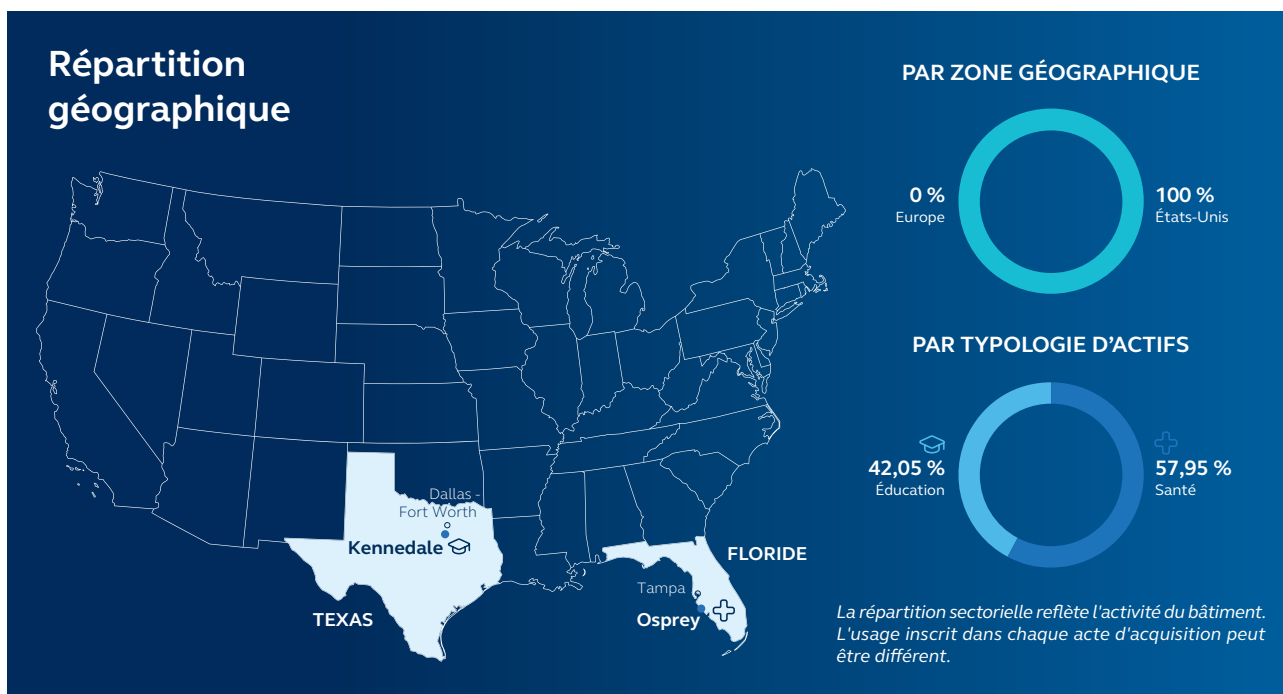 Répartition
géographique
PAR ZONE GÉOGRAPHIQUE
0 %
Europe
100 %
États-Unis
PAR TYPOLOGIE D’ACTIFS
42,05 %
Éducation
57,95 %
Santé
Dallas -
Fort Worth
Kennedale
TEXAS
FLORIDE
Tampa
Osprey
La répartition sectorielle reflète l'activité du bâtiment.
L'usage inscrit dans chaque acte d'acquisition peut
être différent.